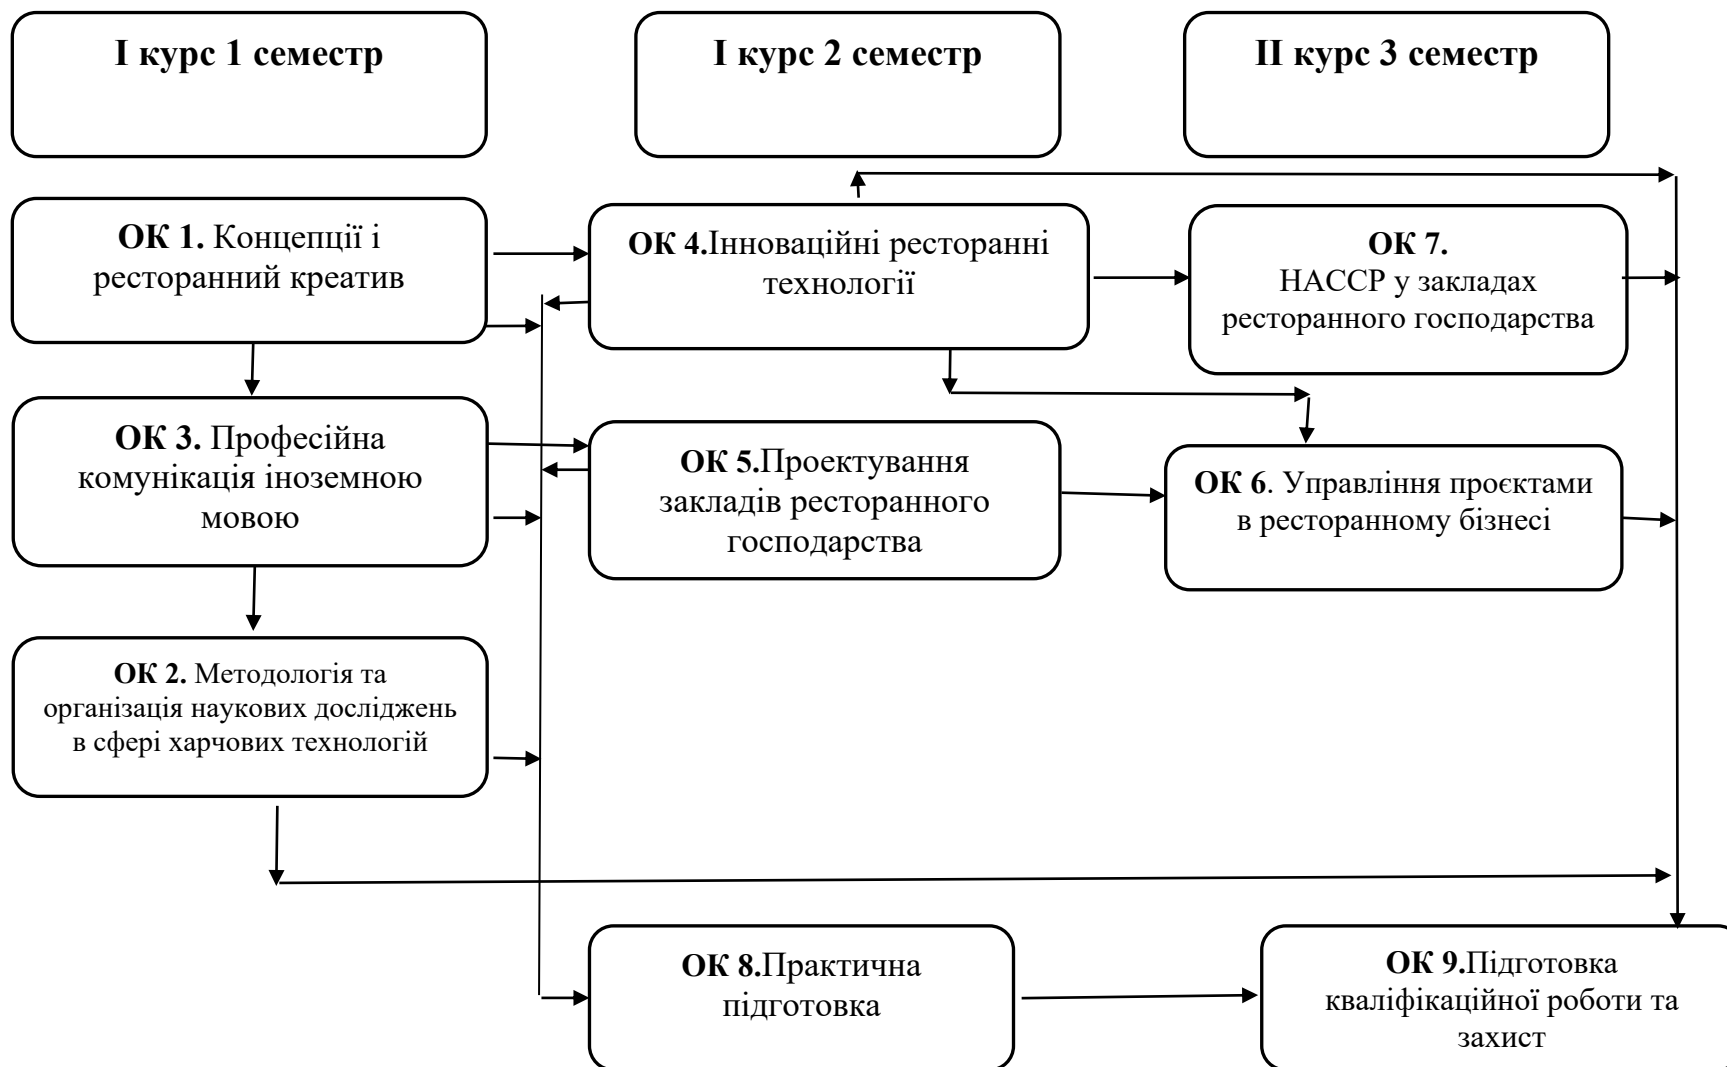 І курс 1 семестр
І курс 2 семестр
ІІ курс 3 семестр
ОК 1. Концепції і
ресторанний креатив
ОК 4.Інноваційні ресторанні
технології
ОК 7.
НАССР у закладах
ресторанного господарства
ОК 3. Професійна
комунікація іноземною
мовою
ОК 5.Проектування
закладів ресторанного
господарства
ОК 6. Управління проєктами
в ресторанному бізнесі
ОК 2. Методологія та
організація наукових досліджень
в сфері харчових технологій
ОК 8.Практична
підготовка
ОК 9.Підготовка
кваліфікаційної роботи та
захист